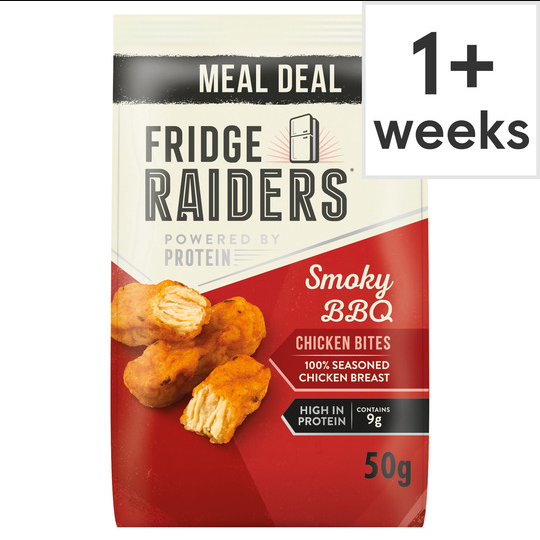 MEAL DEAL
1+
weeks
FRIDGE
RAIDERS
POWERED BY
PROTEIN
Smoky
BBQ
CHICKEN BITES
100% SEASONED
CHICKEN BREAST
HIGH IN
PROTEIN
CONTAINS
9g
50g